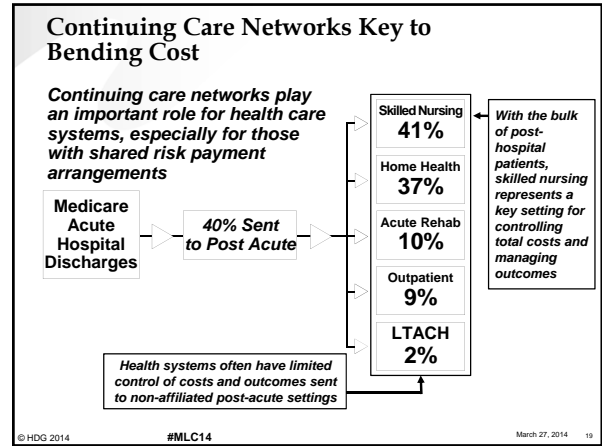 Continuing Care Networks Key to
Bending Cost
Continuing care networks play
an important role for health care
systems, especially for those
with shared risk payment
arrangements
Medicare
Acute
Hospital
Discharges
40% Sent
to Post Acute
Skilled Nursing
41%
Home Health
37%
Acute Rehab
10%
Outpatient
9%
LTACH
2%
With the bulk
of post-
hospital
patients,
skilled nursing
represents a
key setting for
controlling
total costs and
managing
outcomes
Health systems often have limited
control of costs and outcomes sent
to non-affiliated post-acute settings
© HDG 2014
#MLC14
March 27, 2014
19